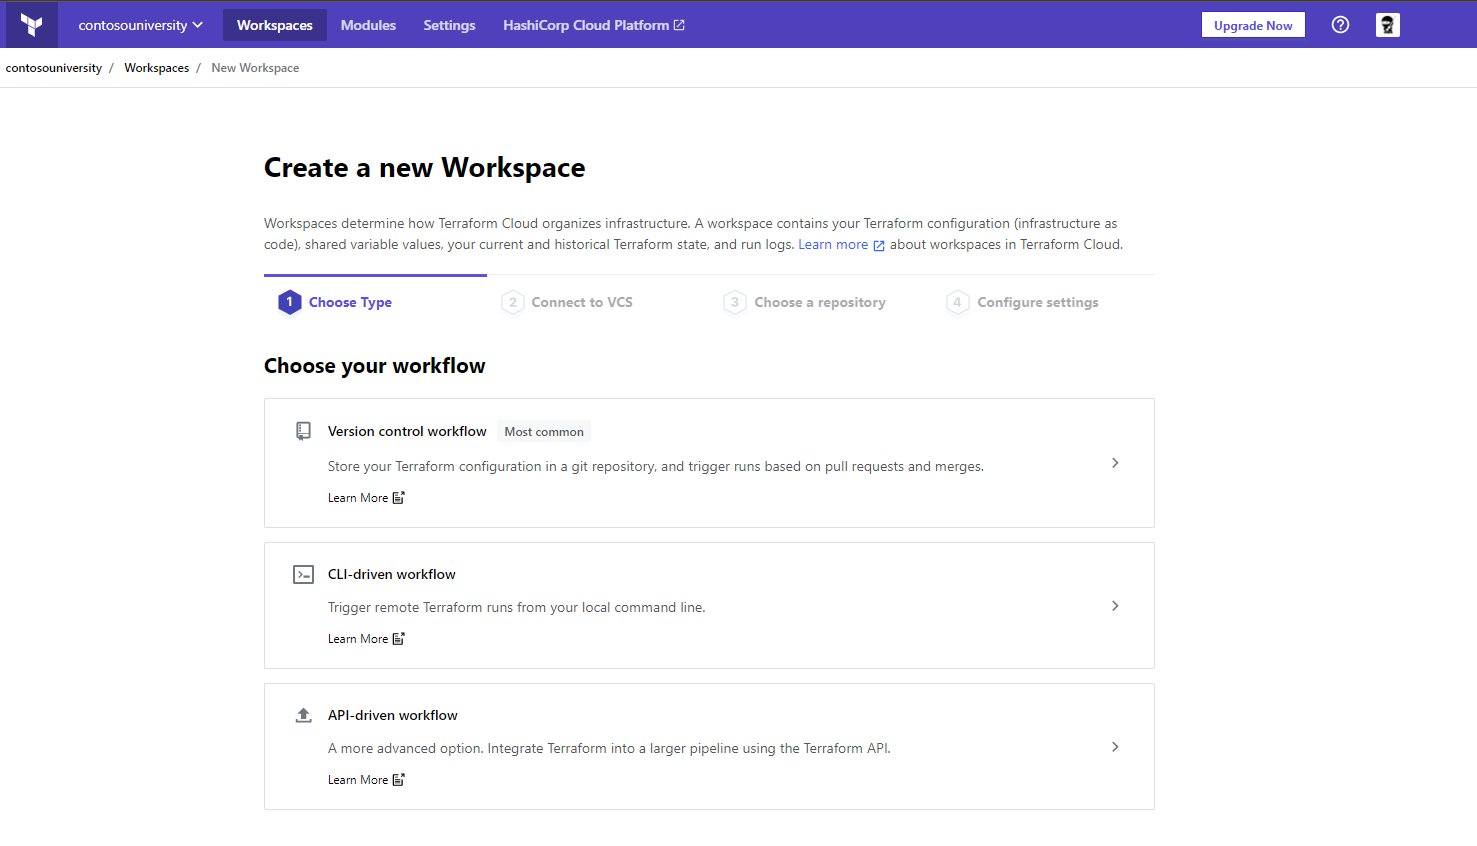 contosouniversity Workspaces Modules Settings HashiCorp Cloud Platform Upgrade Now
contosouniversity / Workspaces / New Workspace
Create a new Workspace
Workspaces determine how Terraform Cloud organizes infrastructure. A workspace contains your Terraform configuration (infrastructure as
code), shared variable values, your current and historical Terraform state, and run logs. Learn more about workspaces in Terraform Cloud.
1 Choose Type 2 Connect to VCS 3 Choose a repository 4 Configure settings
Choose your workflow
Version control workflow Most common
Store your Terraform configuration in a git repository, and trigger runs based on pull requests and merges.
Learn More
CLI-driven workflow
Trigger remote Terraform runs from your local command line.
Learn More
API-driven workflow
A more advanced option. Integrate Terraform into a larger pipeline using the Terraform API.
Learn More